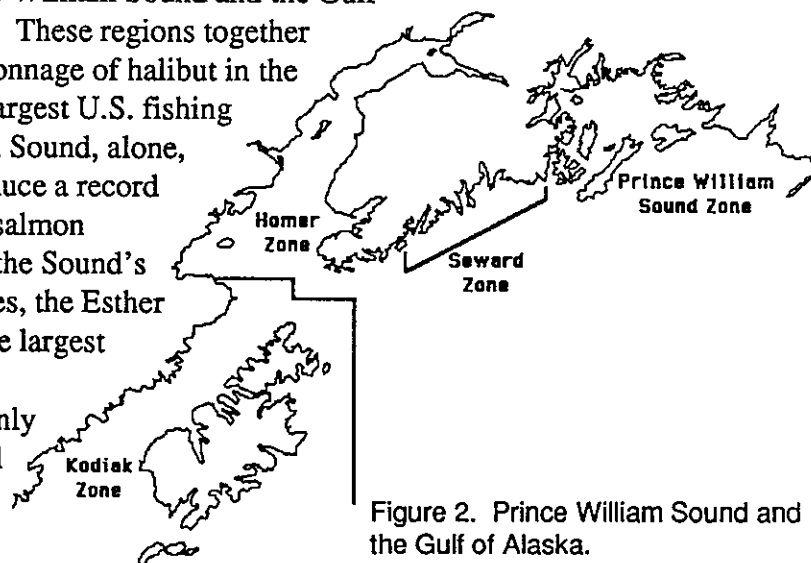 These regions together
onnage of halibut in the
argest U.S. fishing
Sound, alone,
uce a record
salmon
the Sound's
es, the Esther
e largest
nly
Homer
Zone
Prince William
Sound Zone
Seward
Zone
Kodiak
Zone
Figure 2. Prince William Sound and
the Gulf of Alaska.